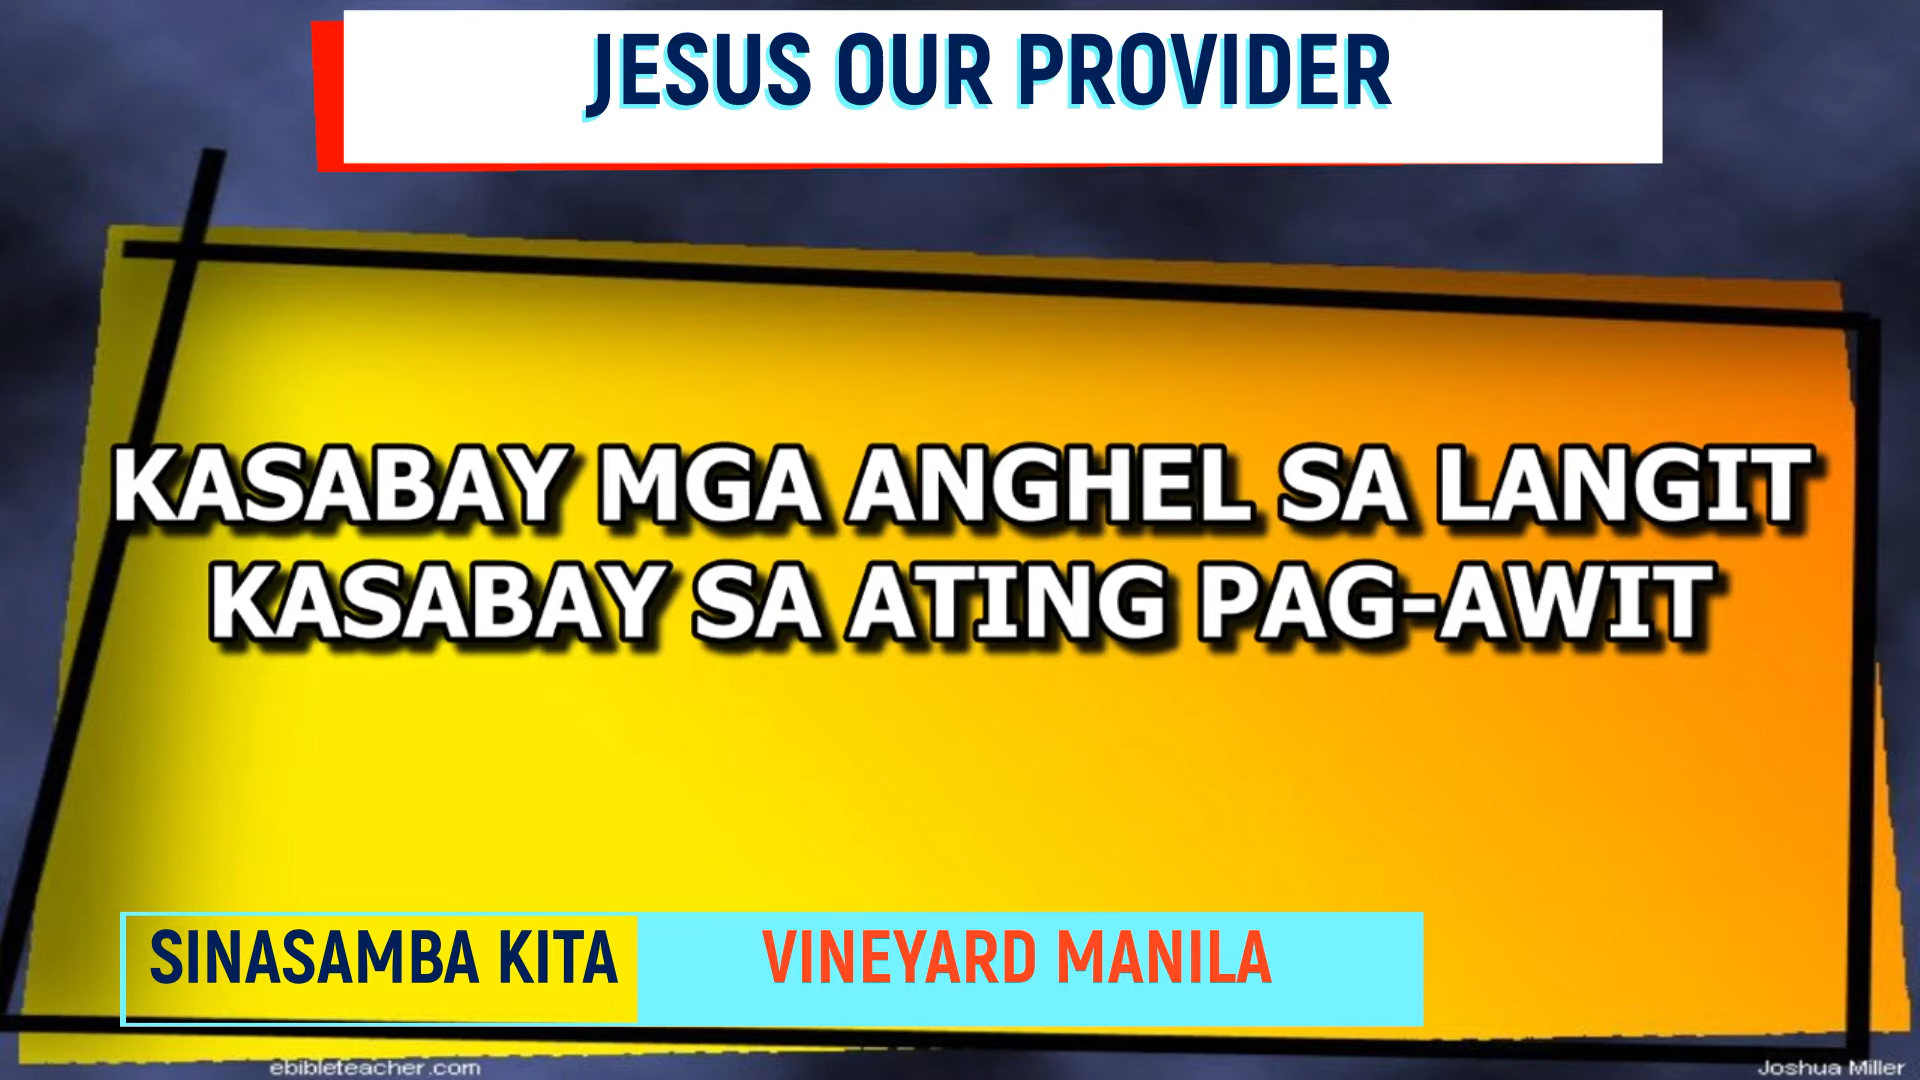 JESUS OUR PROVIDER
KASABAY MGA ANGHEL SA LANGIT
KASABAY SA ATING PAG-AWIT
SINASAMBA KITA
VINEYARD MANILA
ebibleteacher.com
Joshua Miller